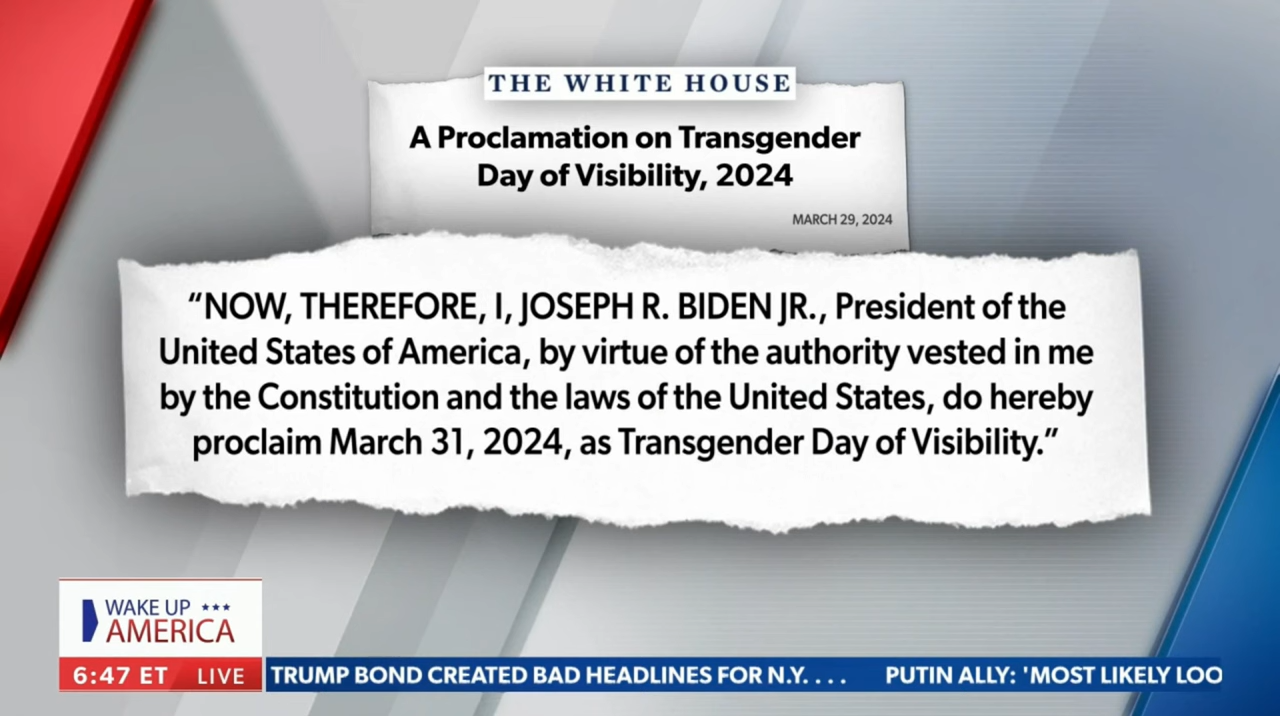 THE WHITE HOUSE
A Proclamation on Transgender
Day of Visibility, 2024
MARCH 29, 2024
“NOW, THEREFORE, I, JOSEPH R. BIDEN JR., President of the
United States of America, by virtue of the authority vested in me
by the Constitution and the laws of the United States, do hereby
proclaim March 31, 2024, as Transgender Day of Visibility.”
WAKE UP
AMERICA
6:47 ET LIVE
TRUMP BOND CREATED BAD HEADLINES FOR N.Y. . . . PUTIN ALLY: 'MOST LIKELY LOO